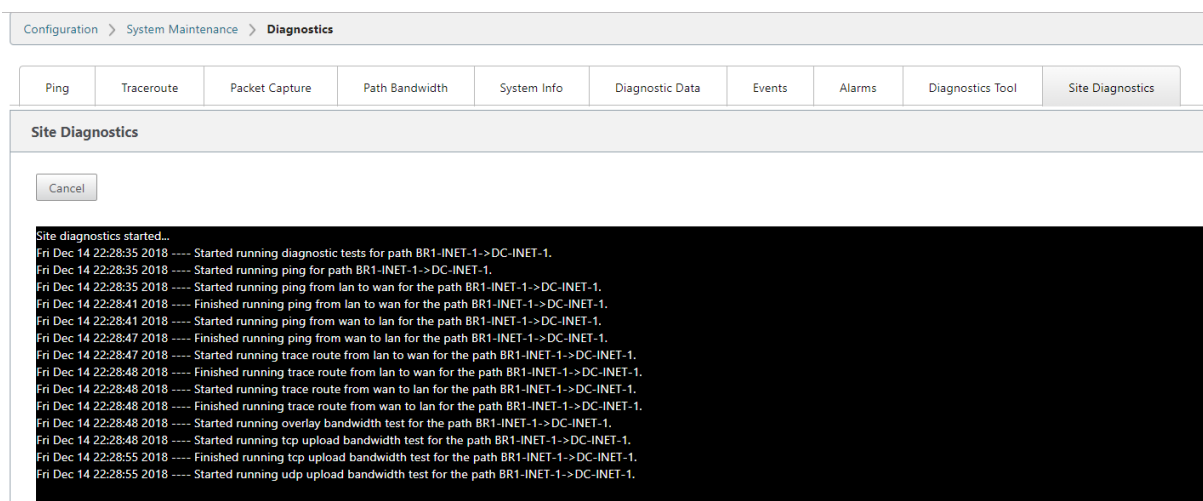 Configuration > System Maintenance > Diagnostics
Ping Traceroute Packet Capture Path Bandwidth System Info Diagnostic Data Events Alarms Diagnostics Tool Site Diagnostics
Site Diagnostics
Cancel
Site diagnostics started...
Fri Dec 14 22:28:35 2018 ---- Started running diagnostic tests for path BR1-INET-1->DC-INET-1.
Fri Dec 14 22:28:35 2018 ---- Started running ping for path BR1-INET-1->DC-INET-1.
Fri Dec 14 22:28:35 2018 ---- Started running ping from lan to wan for the path BR1-INET-1->DC-INET-1.
Fri Dec 14 22:28:41 2018 ---- Finished running ping from lan to wan for the path BR1-INET-1->DC-INET-1.
Fri Dec 14 22:28:41 2018 ---- Started running ping from wan to lan for the path BR1-INET-1->DC-INET-1.
Fri Dec 14 22:28:47 2018 ---- Finished running ping from wan to lan for the path BR1-INET-1->DC-INET-1.
Fri Dec 14 22:28:47 2018 ---- Started running trace route from lan to wan for the path BR1-INET-1->DC-INET-1.
Fri Dec 14 22:28:48 2018 ---- Finished running trace route from lan to wan for the path BR1-INET-1->DC-INET-1.
Fri Dec 14 22:28:48 2018 ---- Started running trace route from wan to lan for the path BR1-INET-1->DC-INET-1.
Fri Dec 14 22:28:48 2018 ---- Finished running trace route from wan to lan for the path BR1-INET-1->DC-INET-1.
Fri Dec 14 22:28:48 2018 ---- Started running overlay bandwidth test for the path BR1-INET-1->DC-INET-1.
Fri Dec 14 22:28:48 2018 ---- Started running tcp upload bandwidth test for the path BR1-INET-1->DC-INET-1.
Fri Dec 14 22:28:55 2018 ---- Finished running tcp upload bandwidth test for the path BR1-INET-1->DC-INET-1.
Fri Dec 14 22:28:55 2018 ---- Started running udp upload bandwidth test for the path BR1-INET-1->DC-INET-1.